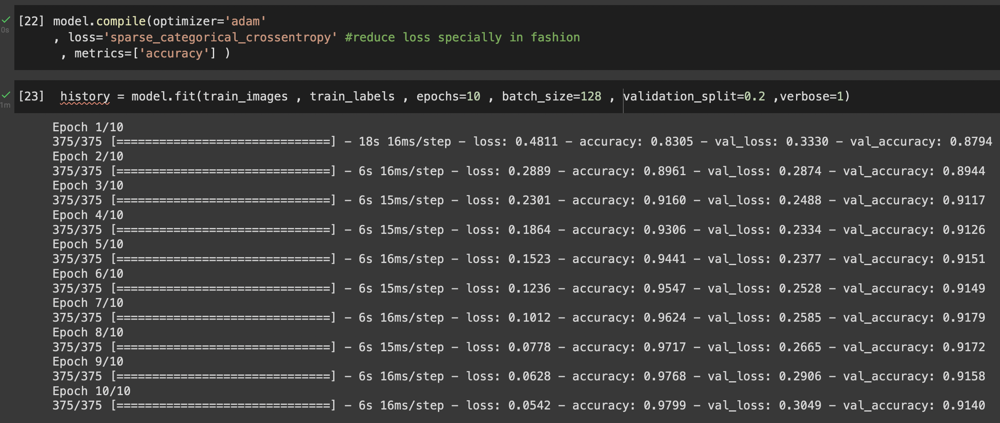 [22] model.compile(optimizer='adam'
0s
, loss='sparse_categorical_crossentropy' #reduce loss specially in fashion
, metrics=['accuracy'] )
[23] history = model.fit(train_images , train_labels , epochs=10 , batch_size=128 , validation_split=0.2 ,verbose=1)
1m
Epoch 1/10
375/375 [==============================] - 18s 16ms/step - loss: 0.4811 - accuracy: 0.8305 - val_loss: 0.3330 - val_accuracy: 0.8794
Epoch 2/10
375/375 [==============================] - 6s 16ms/step - loss: 0.2889 - accuracy: 0.8961 - val_loss: 0.2874 - val_accuracy: 0.8944
Epoch 3/10
375/375 [==============================] - 6s 15ms/step - loss: 0.2301 - accuracy: 0.9160 - val_loss: 0.2488 - val_accuracy: 0.9117
Epoch 4/10
375/375 [==============================] - 6s 15ms/step - loss: 0.1864 - accuracy: 0.9306 - val_loss: 0.2334 - val_accuracy: 0.9126
Epoch 5/10
375/375 [==============================] - 6s 16ms/step - loss: 0.1523 - accuracy: 0.9441 - val_loss: 0.2377 - val_accuracy: 0.9151
Epoch 6/10
375/375 [==============================] - 6s 15ms/step - loss: 0.1236 - accuracy: 0.9547 - val_loss: 0.2528 - val_accuracy: 0.9149
Epoch 7/10
375/375 [==============================] - 6s 16ms/step - loss: 0.1012 - accuracy: 0.9624 - val_loss: 0.2585 - val_accuracy: 0.9179
Epoch 8/10
375/375 [==============================] - 6s 15ms/step - loss: 0.0778 - accuracy: 0.9717 - val_loss: 0.2665 - val_accuracy: 0.9172
Epoch 9/10
375/375 [==============================] - 6s 16ms/step - loss: 0.0628 - accuracy: 0.9768 - val_loss: 0.2906 - val_accuracy: 0.9158
Epoch 10/10
375/375 [==============================] - 6s 16ms/step - loss: 0.0542 - accuracy: 0.9799 - val_loss: 0.3049 - val_accuracy: 0.9140